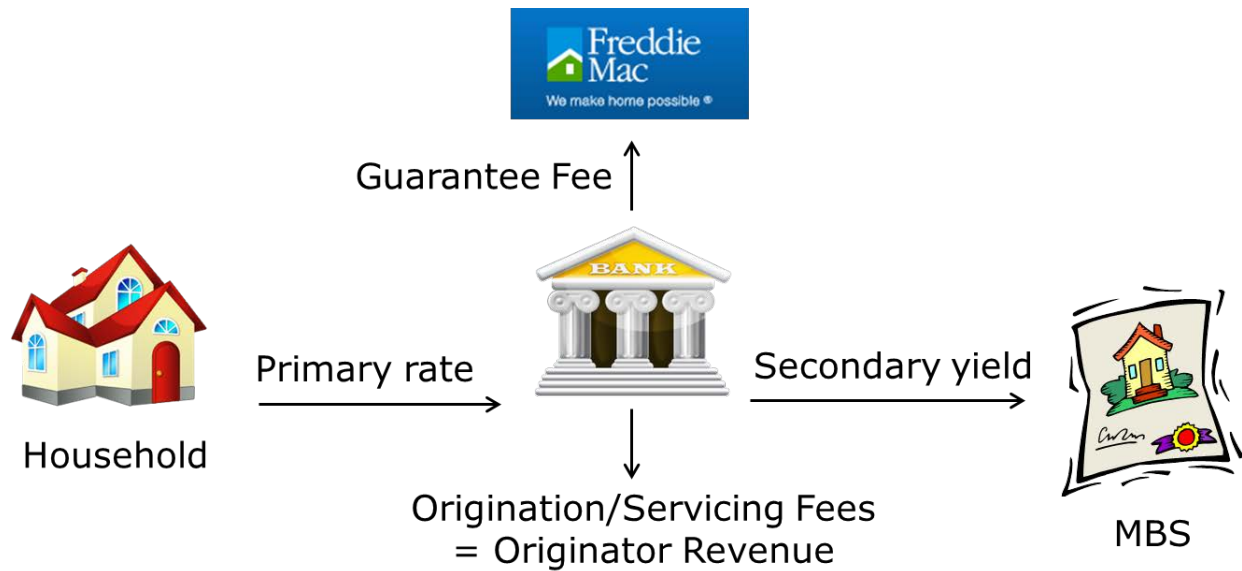 Freddie
Mac
We make home possible ®
Guarantee Fee
BANK
Primary rate
Secondary yield
Household
Origination/Servicing Fees
= Originator Revenue
MBS